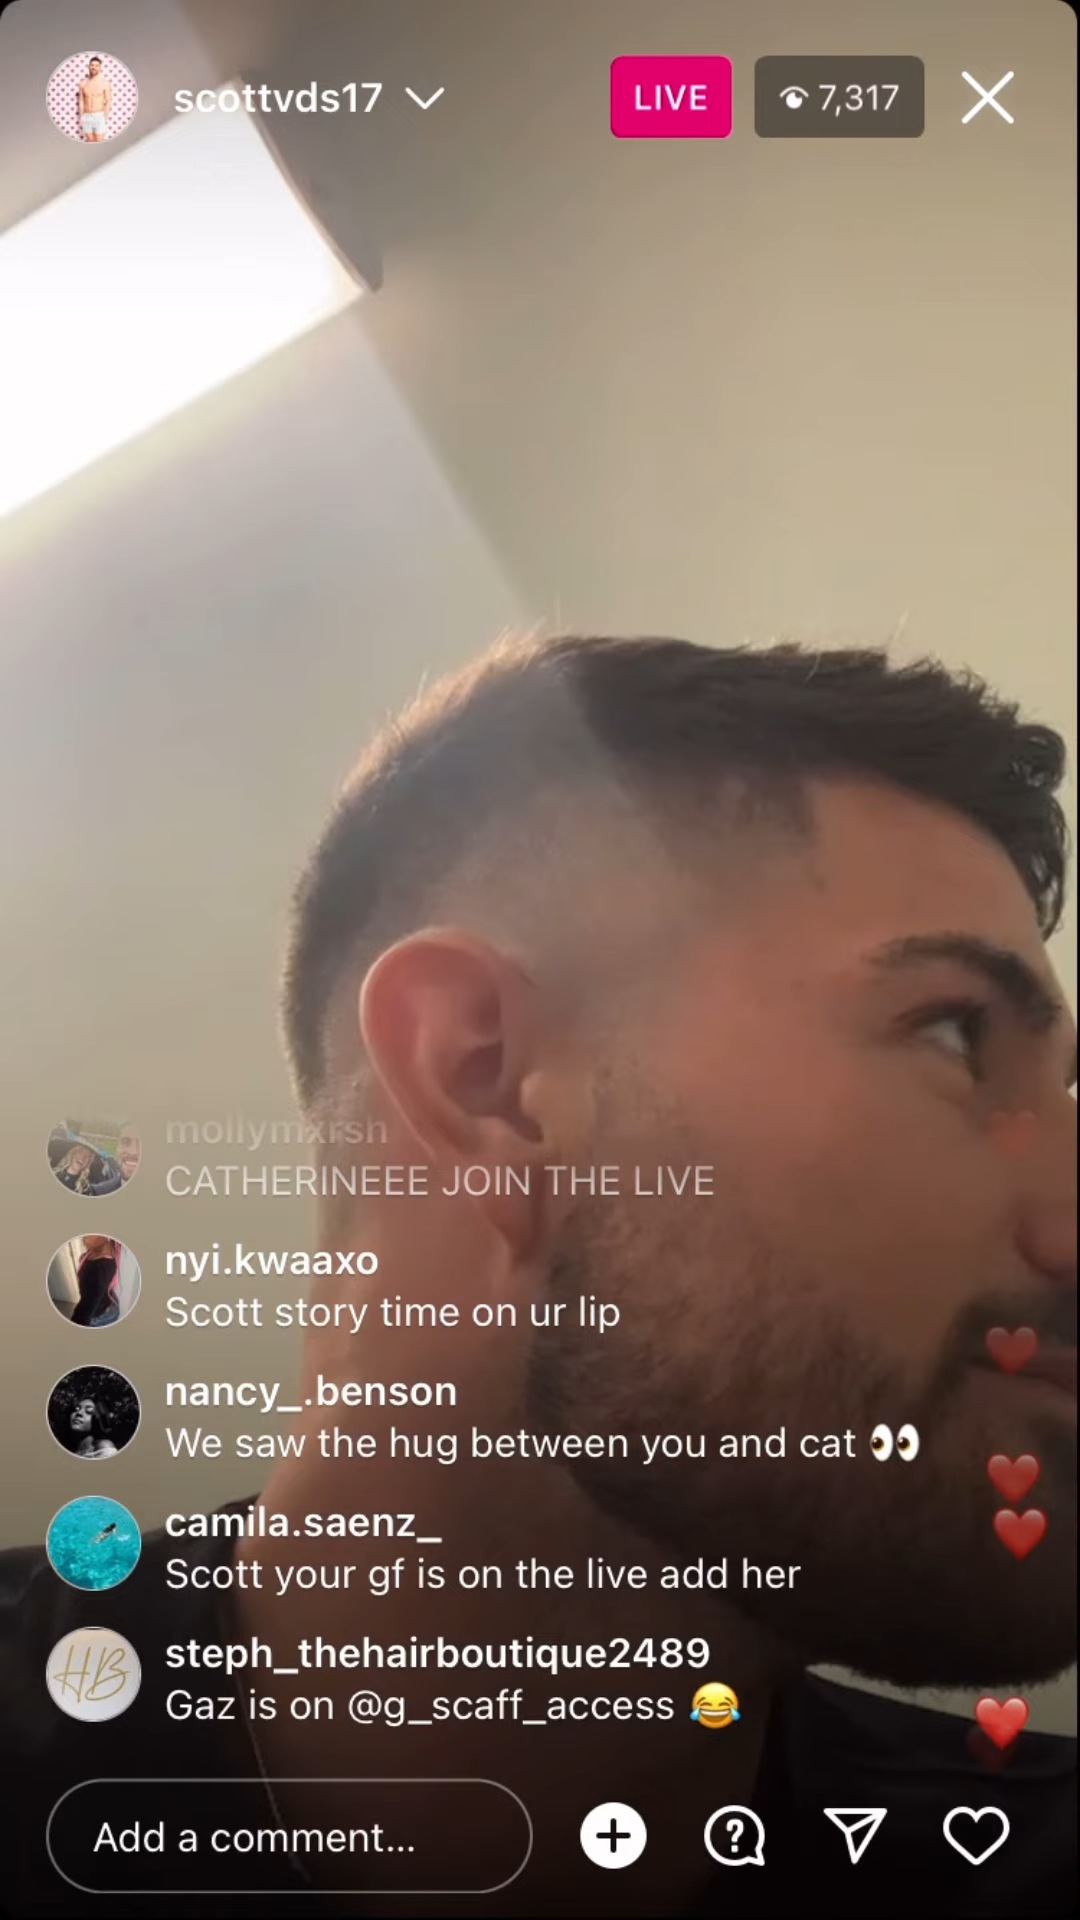 scottvds17
LIVE
7,317
mollymxrsh
CATHERINEEE JOIN THE LIVE
nyi.kwaaxo
Scott story time on ur lip
nancy_.benson
We saw the hug between you and cat 👀
camila.saenz_
Scott your gf is on the live add her
HB
steph_thehairboutique2489
Gaz is on @g_scaff_access 😂
Add a comment...